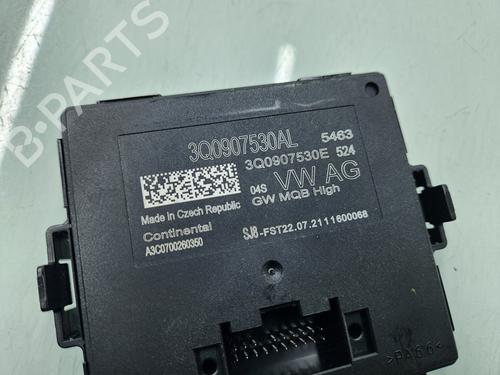 B-PARTS
3Q0907530AL 5463
3Q0907530E 524
04S VW AG
GW MQB High
Made in Czech Republic
Continental
A3C0700260350
SJ8-FST22.07.2111600068
>PA66<